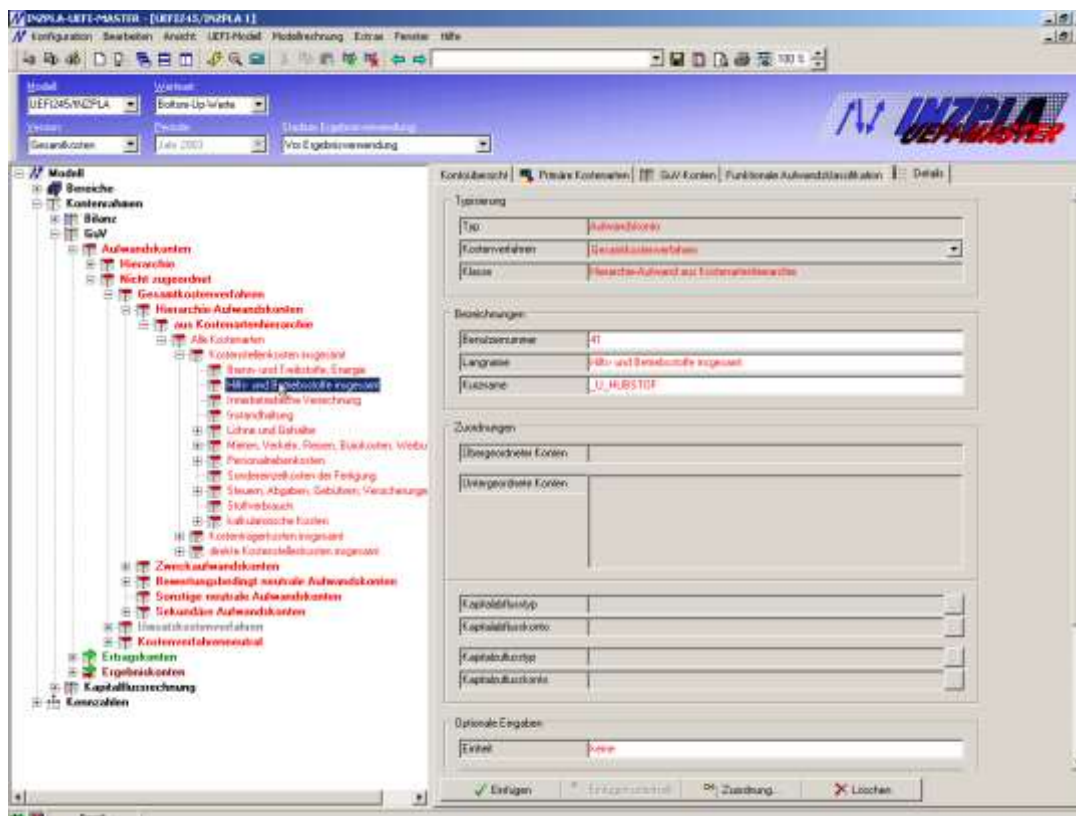 INZPLA-UEFI-MASTER - [UEFI245/INZPLA 1]
Konfiguration Bearbeiten Ansicht UEFI-Modell Modellrechnung Extras Fenster Hilfe
100 %
Modell Wertart
UEFI245/INZPLA Bottom-Up-Werte
Version Periode
Gesamtkosten Jahr 2003 Vor Ergebnisverwendung
INZPLA
UEFI-MASTER
Modell
Bereiche
Kontenrahmen
Bilanz
GuV
Aufwandskonten
Hierarchie
Nicht zugeordnet
Gesamtkostenverfahren
Hierarchie-Aufwandskonten
aus Kostenartenhierarchie
Alle Kostenarten
Kostenstellenkosten insgesamt
Brenn- und Treibstoffe, Energie
Hilfs- und Betriebsstoffe insgesamt
Innerbetriebliche Verrechnung
Instandhaltung
Löhne und Gehälter
Mieten, Verkehr, Reisen, Bürokosten, Werbu
Personalnebenkosten
Sondereinzelkosten der Fertigung
Steuern, Abgaben, Gebühren, Versicherunge
Stoffverbrauch
kalkulatorische Kosten
Kostenträgerkosten insgesamt
direkte Kostenstellenkosten insgesamt
Zweckaufwandskonten
Bewertungsbedingt neutrale Aufwandskonten
Sonstige neutrale Aufwandskonten
Sekundäre Aufwandskonten
Umsatzkostenverfahren
Kostenverfahrenneutral
Ertragskonten
Ergebniskonten
Kapitalflussrechnung
Kennzahlen
Kontoübersicht Primäre Kostenarten GuV-Konten Funktionale Aufwandsklassifikation Details
Typisierung
Typ Aufwandskonto
Kostenverfahren Gesamtkostenverfahren
Klasse Hierarchie-Aufwand aus Kostenartenhierarchie
Bezeichnungen
Benutzernummer 41
Langname Hilfs- und Betriebsstoffe insgesamt
Kurzname _U_HUBSTOF
Zuordnungen
Übergeordneter Konten
Untergeordnete Konten
Kapitalabflusstyp
Kapitalabflusskonto
Kapitalzuflusstyp
Kapitalzuflusskonto
Optionale Eingaben
Einheit keine
Einfügen Zuordnung... Löschen